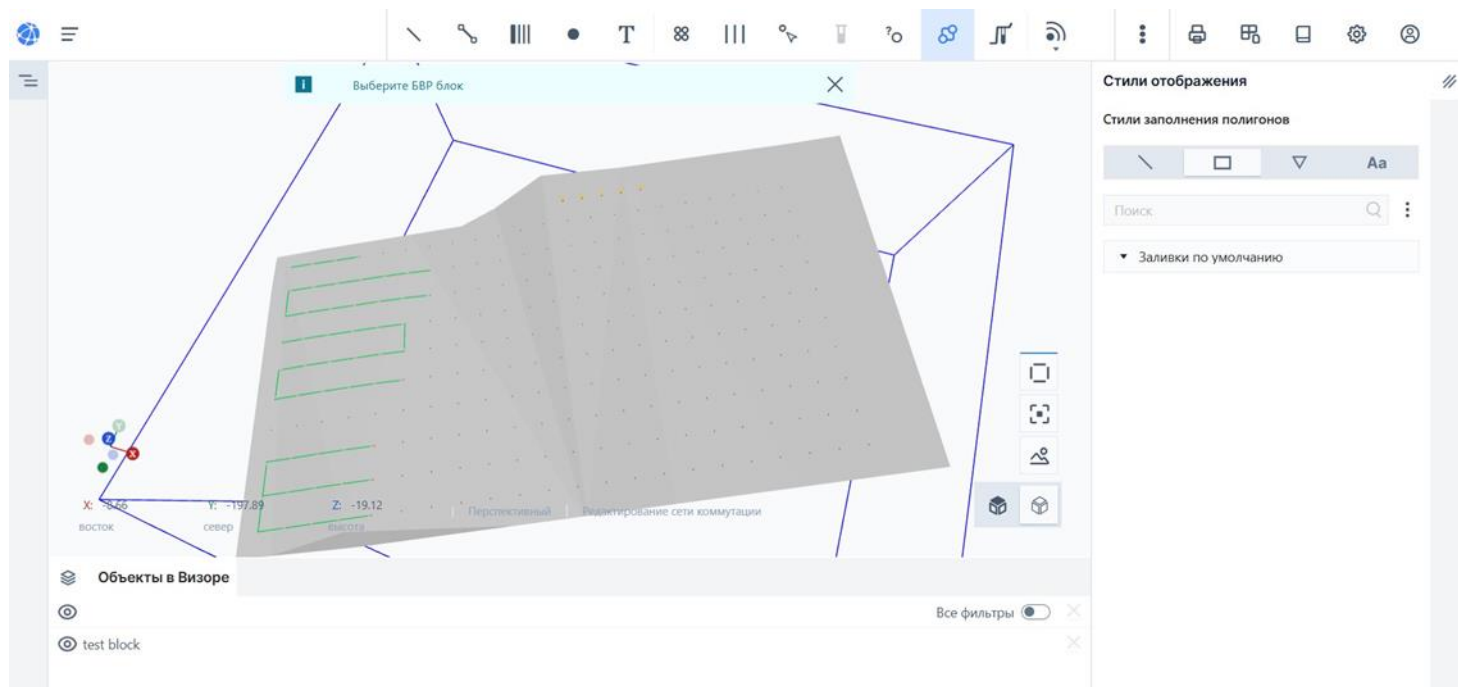 T
?
Выберите БВР блок
Стили отображения
Стили заполнения полигонов
Aa
Поиск
Заливки по умолчанию
Y
Z
X
X: -8.66 Y: -197.89 Z: -19.12
восток север высота
Перспективный Редактирование сети коммутации
Объекты в Визоре
Все фильтры
test block